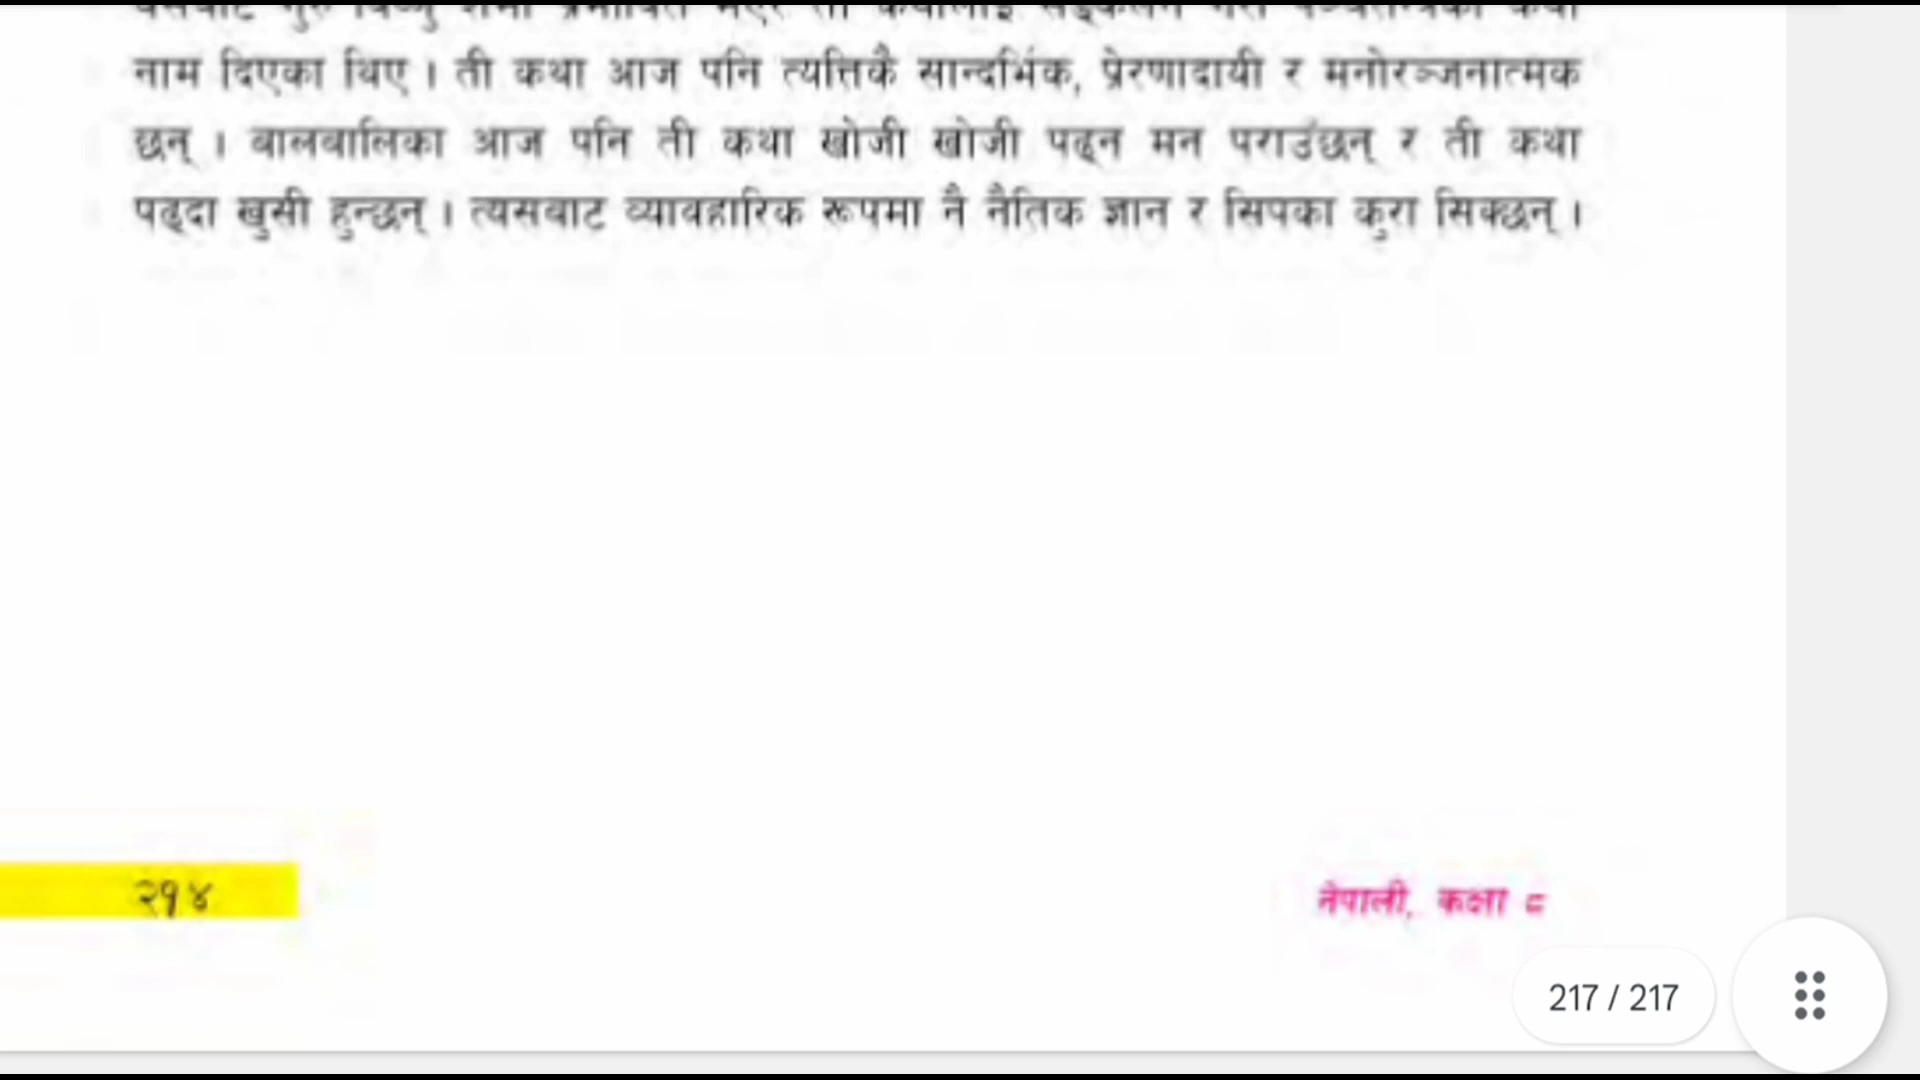 नाम दिएका थिए । ती कथा आज पनि त्यत्तिकै सान्दर्भिक, प्रेरणादायी र मनोरञ्जनात्मक
छन् । बालबालिका आज पनि ती कथा खोजी खोजी पढ्न मन पराउँछन् र ती कथा
पढ्दा खुसी हुन्छन् । त्यसबाट व्यावहारिक रूपमा नै नैतिक ज्ञान र सिपका कुरा सिक्छन् ।
२१४
नेपाली, कक्षा ८
217 / 217